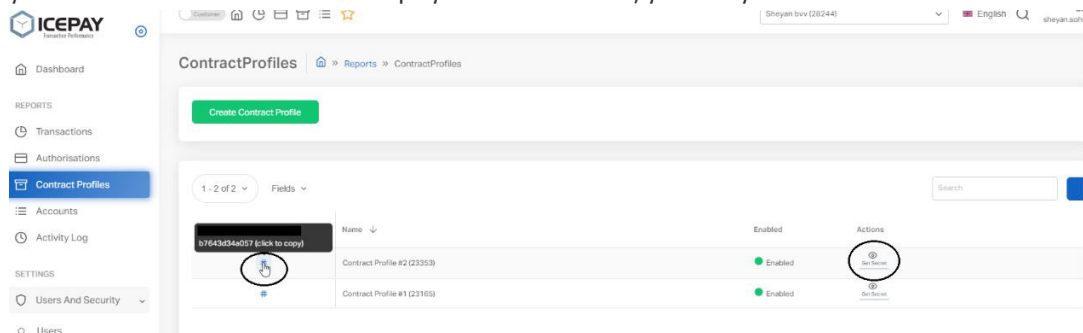 ICEPAY
Transaction Performance
Customer
Sheyan bvv (28244)
English
sheyan.soh
Dashboard
ContractProfiles
» Reports » ContractProfiles
REPORTS
Create Contract Profile
Transactions
Authorisations
Contract Profiles
1 - 2 of 2
Fields
Search
Accounts
Name
Enabled
Actions
Activity Log
b7643d34a057 (click to copy)
Contract Profile #2 (23353)
Enabled
Get Secret
SETTINGS
#
Contract Profile #1 (23165)
Enabled
Get Secret
Users And Security
Users